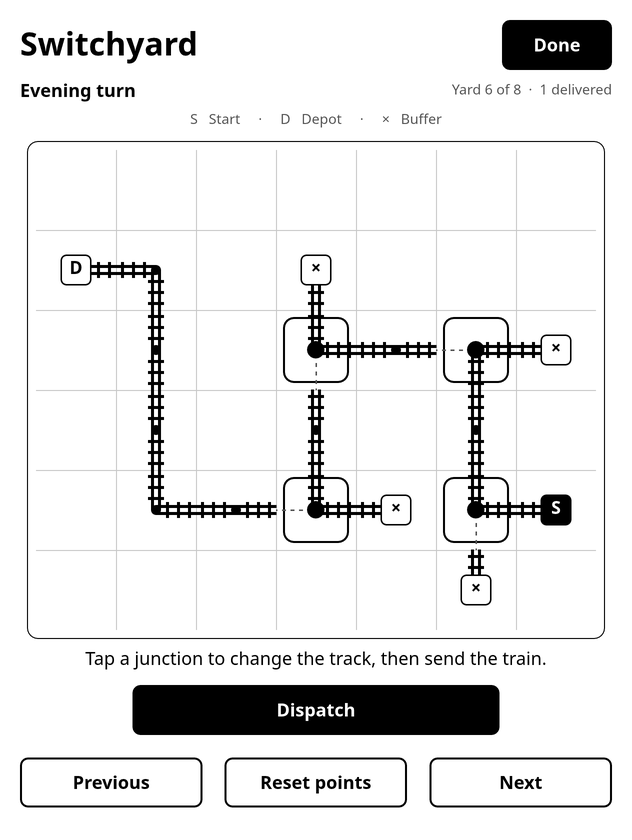 Switchyard
Done
Evening turn
Yard 6 of 8 · 1 delivered
S Start · D Depot · × Buffer
D
×
×
×
S
×
Tap a junction to change the track, then send the train.
Dispatch
Previous
Reset points
Next